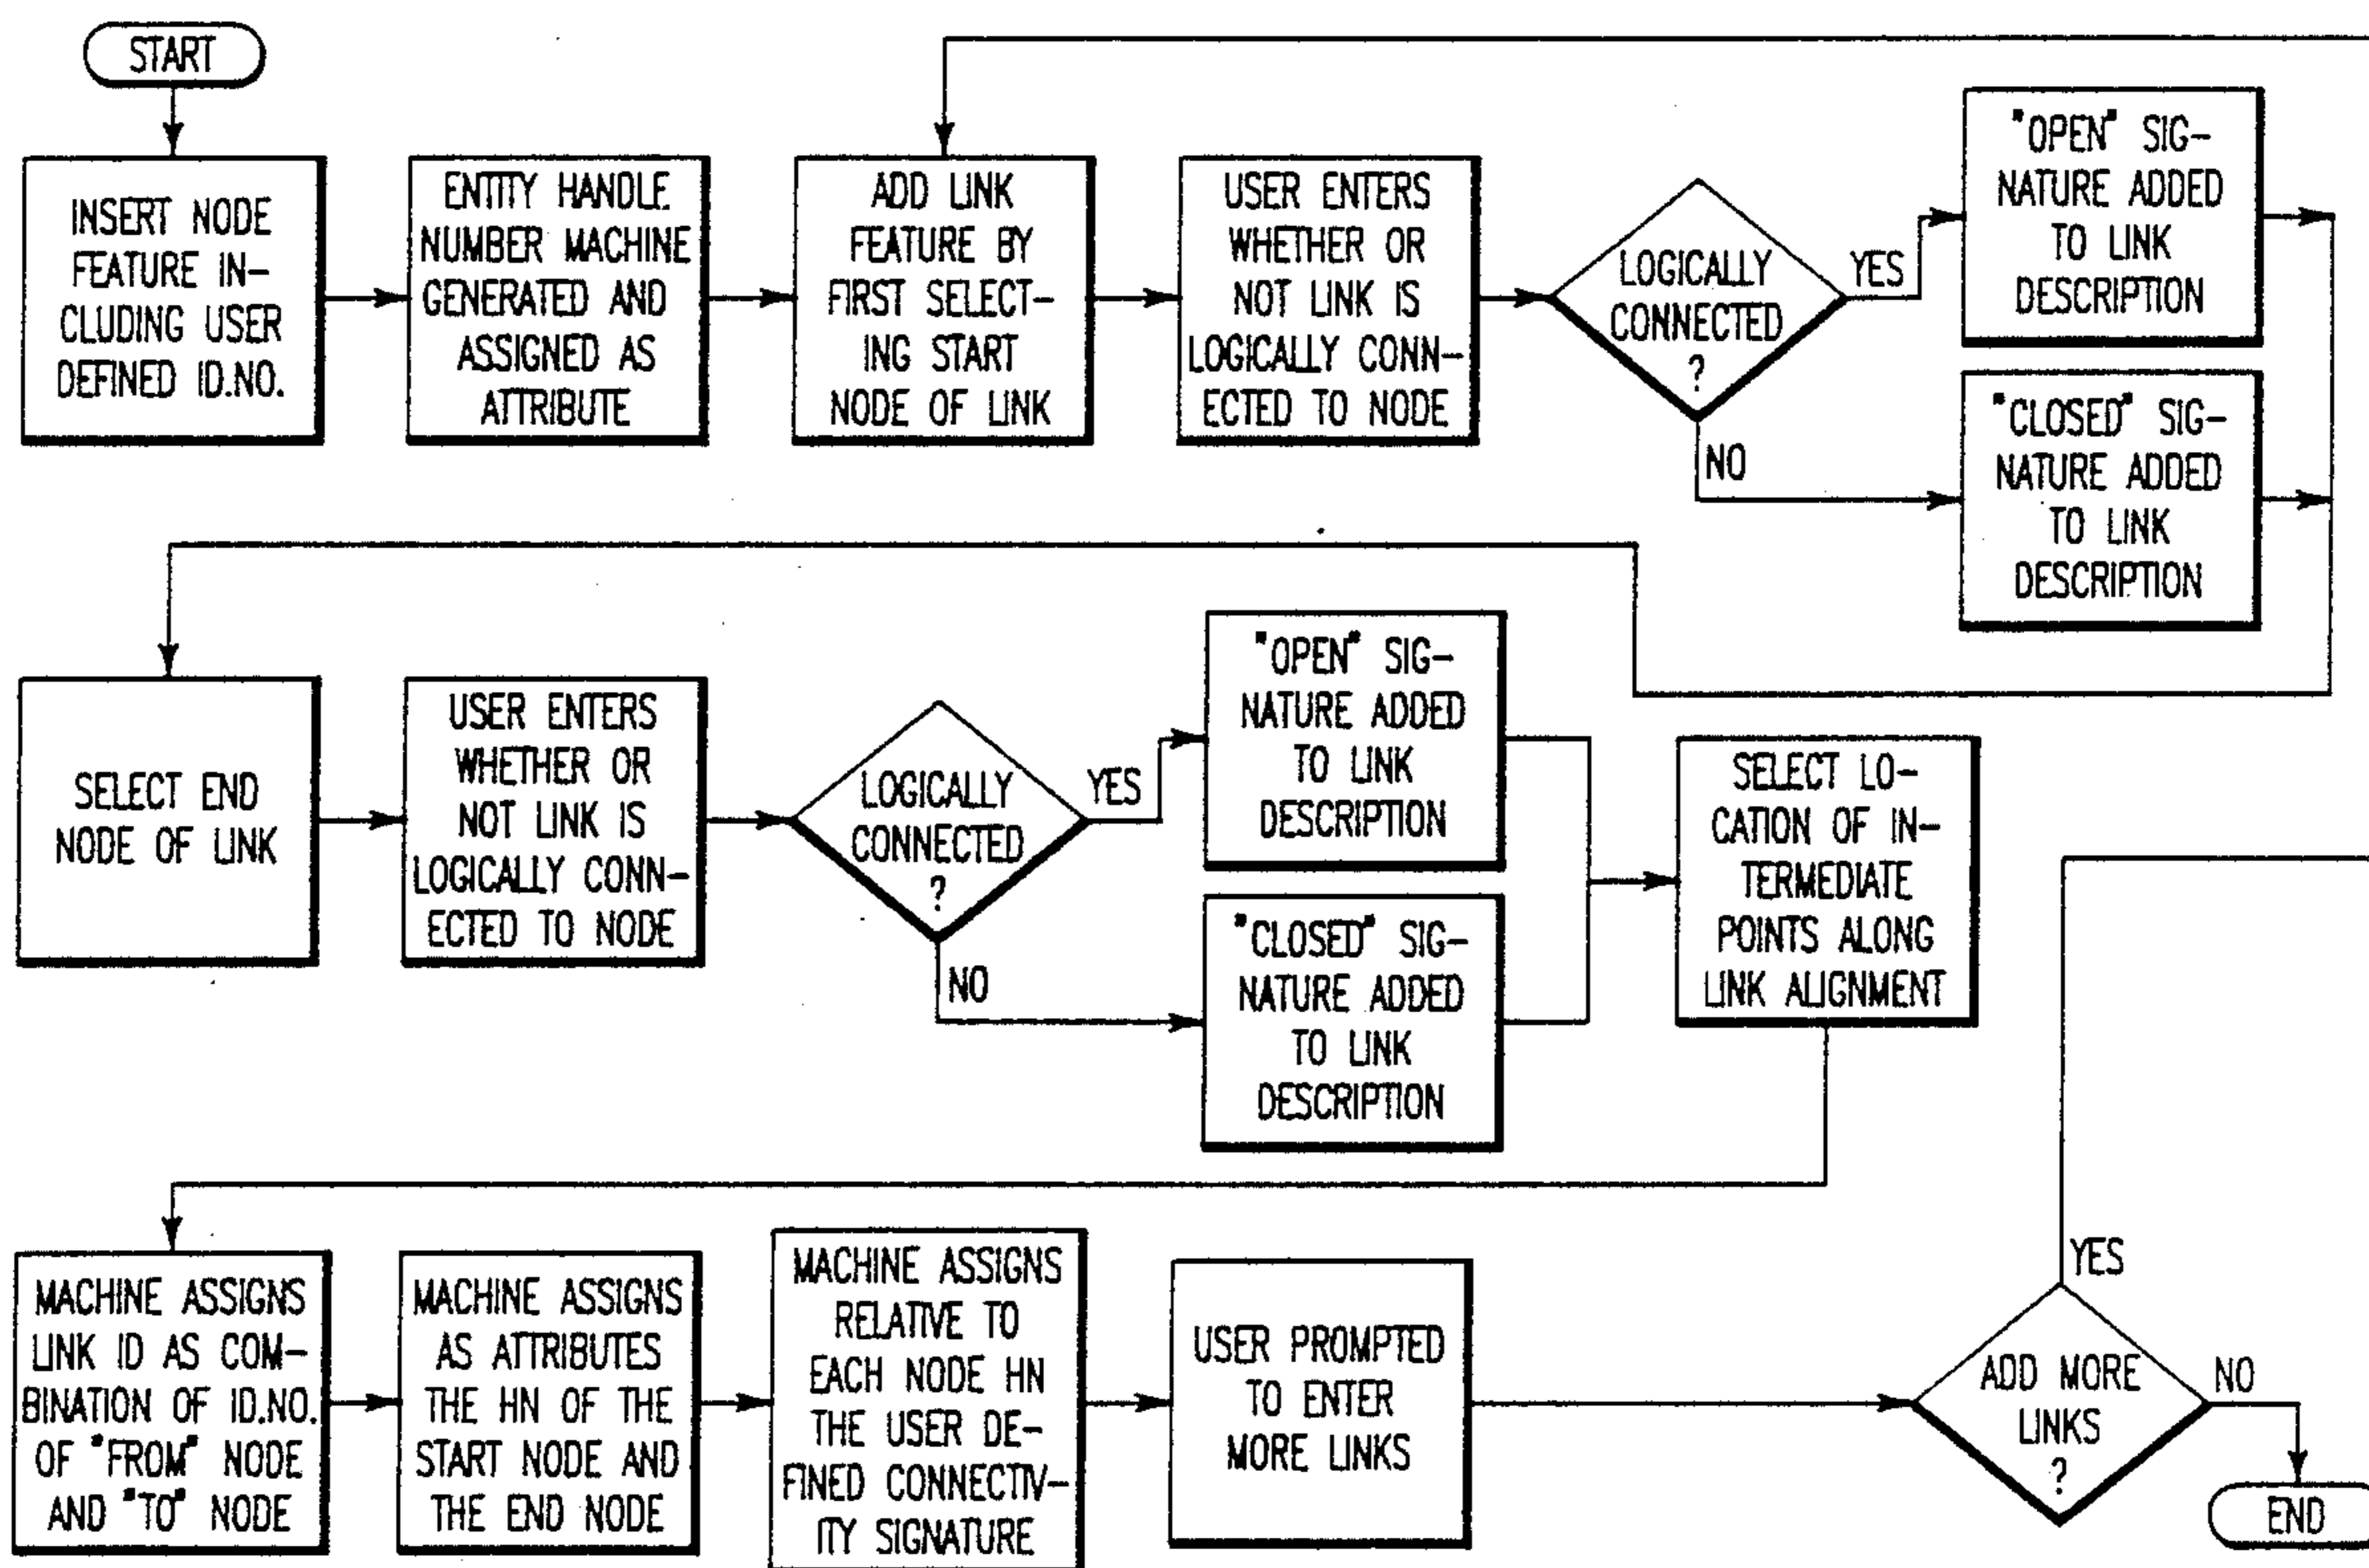 START
INSERT NODE
FEATURE IN-
CLUDING USER
DEFINED ID.NO.
ENTITY HANDLE
NUMBER MACHINE
GENERATED AND
ASSIGNED AS
ATTRIBUTE
ADD LINK
FEATURE BY
FIRST SELECT-
ING START
NODE OF LINK
USER ENTERS
WHETHER OR
NOT LINK IS
LOGICALLY CONN-
ECTED TO NODE
LOGICALLY
CONNECTED
?
YES
NO
"OPEN" SIG-
NATURE ADDED
TO LINK
DESCRIPTION
"CLOSED" SIG-
NATURE ADDED
TO LINK
DESCRIPTION
SELECT END
NODE OF LINK
USER ENTERS
WHETHER OR
NOT LINK IS
LOGICALLY CONN-
ECTED TO NODE
LOGICALLY
CONNECTED
?
YES
NO
"OPEN" SIG-
NATURE ADDED
TO LINK
DESCRIPTION
"CLOSED" SIG-
NATURE ADDED
TO LINK
DESCRIPTION
SELECT LO-
CATION OF IN-
TERMEDIATE
POINTS ALONG
LINK ALIGNMENT
MACHINE ASSIGNS
LINK ID AS COM-
BINATION OF ID.NO.
OF "FROM" NODE
AND "TO" NODE
MACHINE ASSIGNS
AS ATTRIBUTES
THE HN OF THE
START NODE AND
THE END NODE
MACHINE ASSIGNS
RELATIVE TO
EACH NODE HN
THE USER DE-
FINED CONNECTIV-
ITY SIGNATURE
USER PROMPTED
TO ENTER
MORE LINKS
ADD MORE
LINKS
?
YES
NO
END